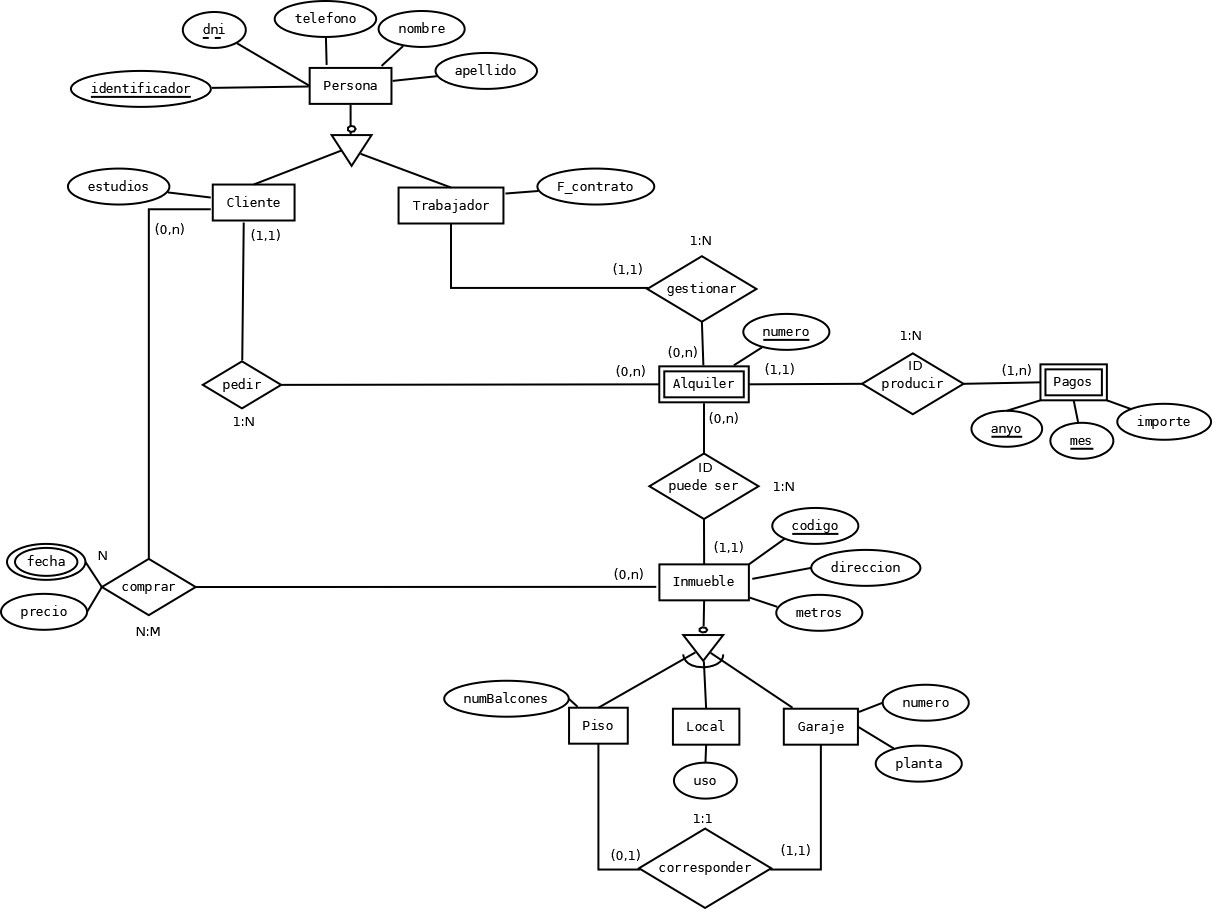 telefono
dni
nombre
apellido
Persona
identificador
estudios
F_contrato
Cliente
Trabajador
(0,n)
(1,1)
1:N
(1,1)
gestionar
numero
1:N
(0,n)
ID
producir
(0,n)
(1,1)
(1,n)
pedir
Alquiler
Pagos
1:N
(0,n)
anyo
mes
importe
ID
puede ser
1:N
codigo
N
(1,1)
fecha
direccion
(0,n)
Inmueble
comprar
precio
metros
N:M
numBalcones
numero
Piso
Local
Garaje
planta
uso
1:1
(0,1)
(1,1)
corresponder